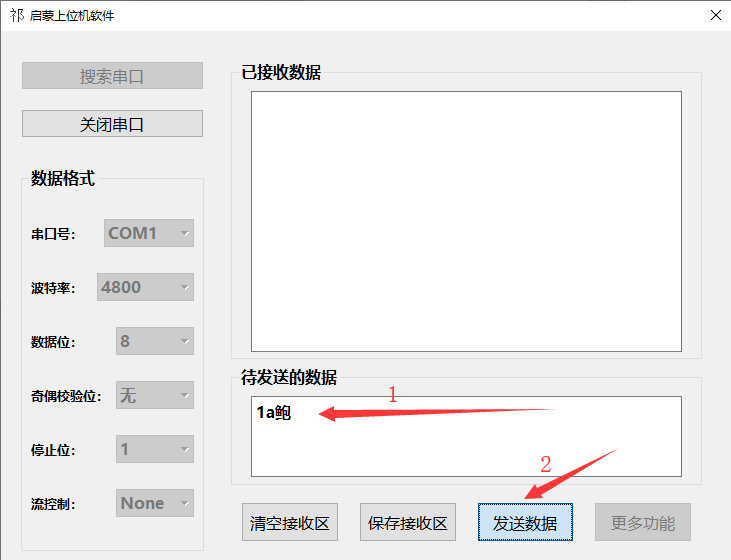 祁 启蒙上位机软件
搜索串口
关闭串口
数据格式
串口号： COM1
波特率： 4800
数据位： 8
奇偶校验位： 无
停止位： 1
流控制： None
已接收数据
待发送的数据
1
1a鲍
2
清空接收区 保存接收区 发送数据 更多功能